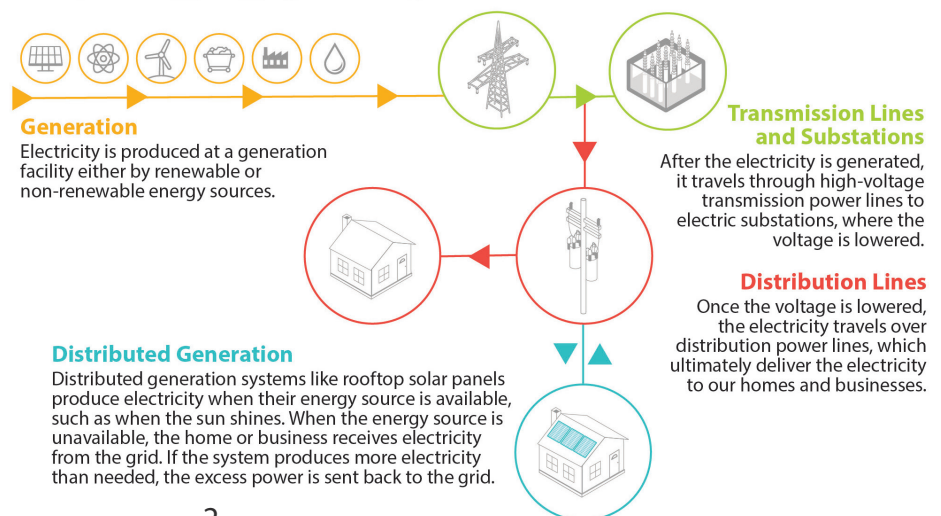 Generation
Electricity is produced at a generation
facility either by renewable or
non-renewable energy sources.
Transmission Lines
and Substations
After the electricity is generated,
it travels through high-voltage
transmission power lines to
electric substations, where the
voltage is lowered.
Distribution Lines
Once the voltage is lowered,
the electricity travels over
distribution power lines, which
ultimately deliver the electricity
to our homes and businesses.
Distributed Generation
Distributed generation systems like rooftop solar panels
produce electricity when their energy source is available,
such as when the sun shines. When the energy source is
unavailable, the home or business receives electricity
from the grid. If the system produces more electricity
than needed, the excess power is sent back to the grid.